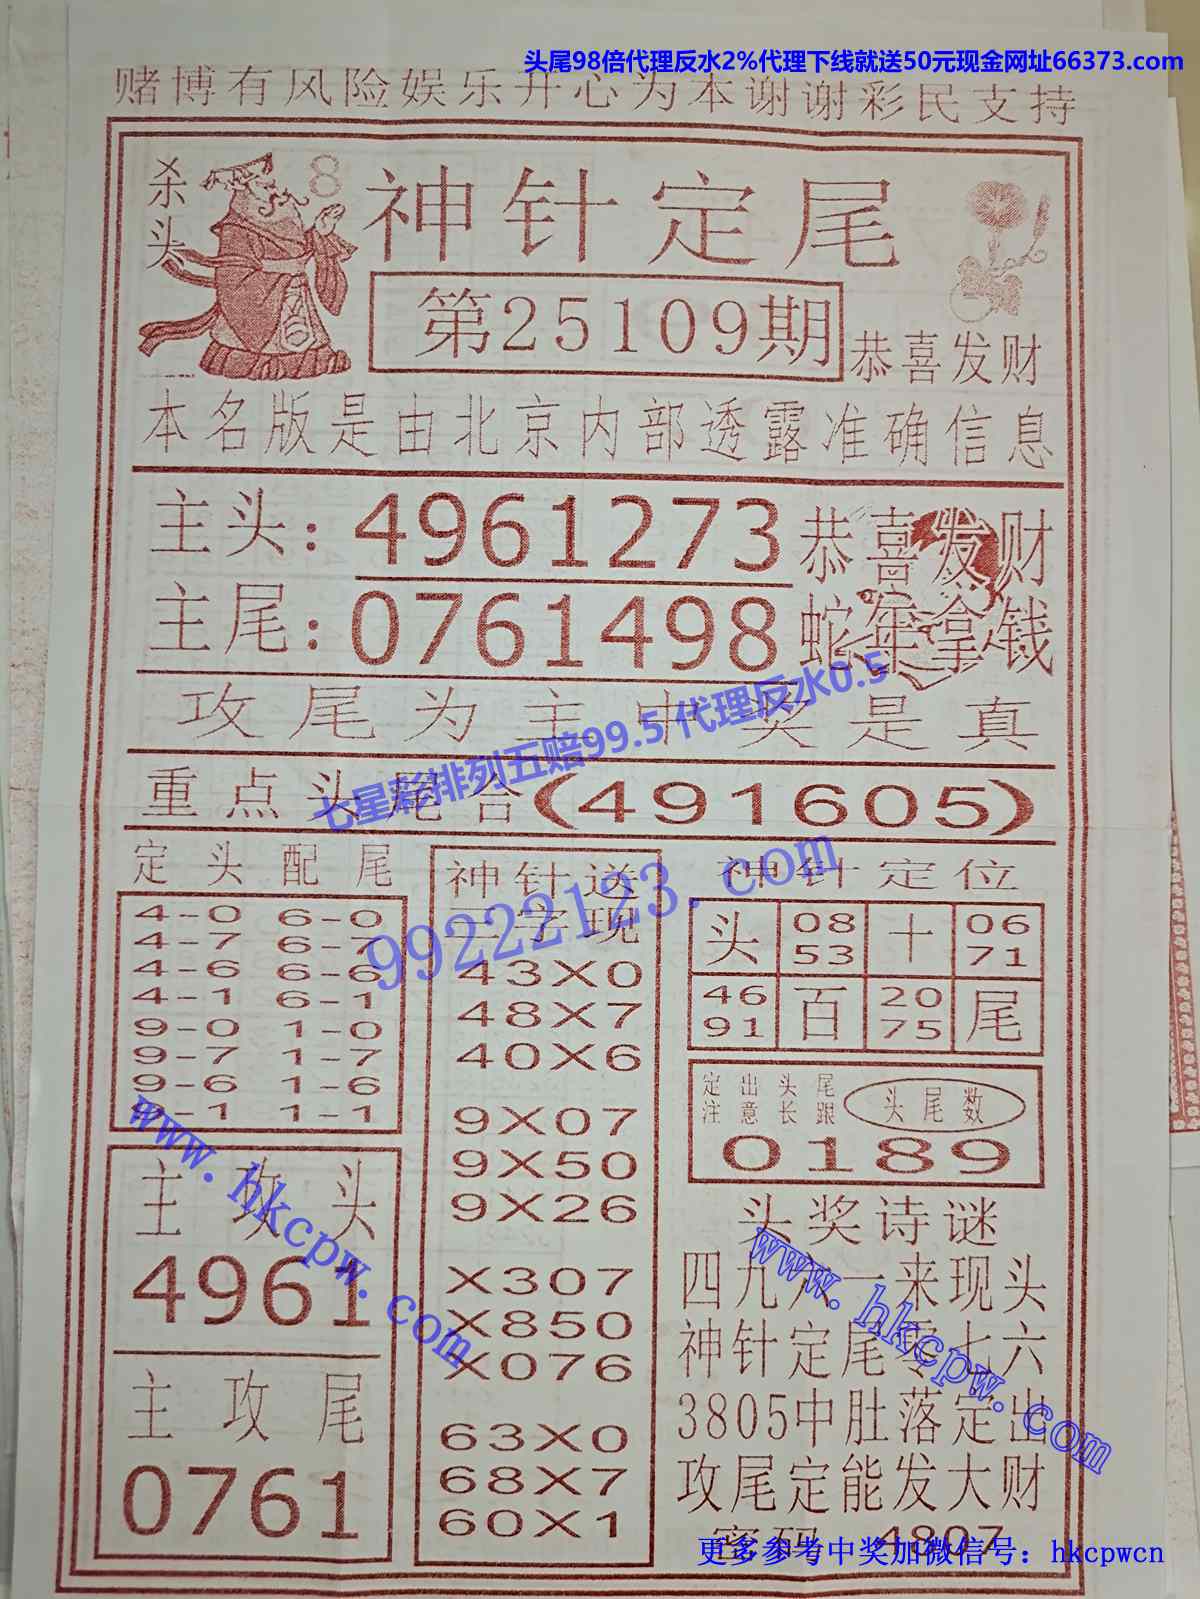 头尾98倍代理反水2%代理下线就送50元现金网址66373.com
赌博有风险娱乐开心为本谢谢彩民支持
杀头
8
神针定尾
第25109期
恭喜发财
本名版是由北京内部透露准确信息
主头：4961273
恭喜发财
主尾：0761498
蛇年拿钱
攻尾为主中奖是真
七星彩排列五赔99.5 代理反水0.5
重点头尾合(491605)
99222123.com
定头配尾
4-0 6-0
4-7 6-7
4-6 6-6
4-1 6-1
9-0 1-0
9-7 1-7
9-6 1-6
9-1 1-1
主攻头
4961
主攻尾
0761
www.hkcpw.com
神针送
三字现
43X0
48X7
40X6
9X07
9X50
9X26
X307
X850
X076
63X0
68X7
60X1
神针定位
头 08 十 06
53 71
46 百 20 尾
91 75
定出头尾
注意长跟
头尾数
0189
头奖诗谜
四九六一来现头
神针定尾零七六
3805中肚落定出
攻尾定能发大财
密码 4807
www.hkcpw.com
更多参考中奖加微信号：hkcpwcn